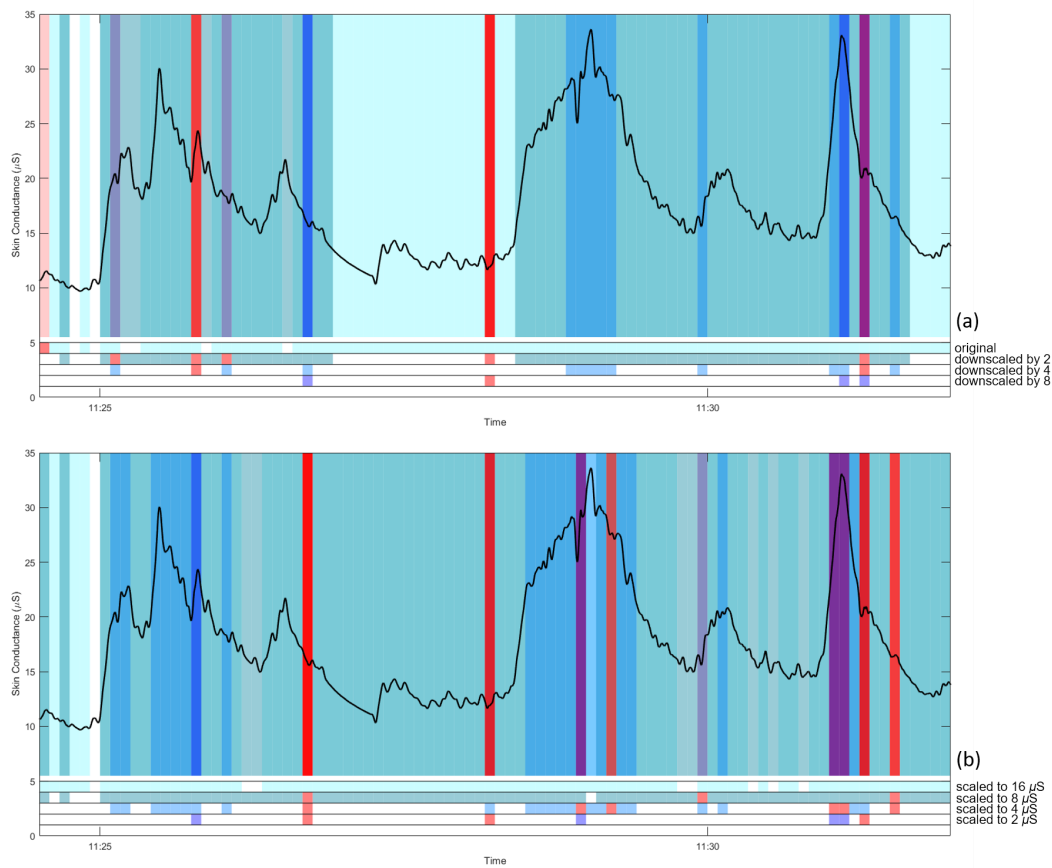 35
30
25
20
15
10
5
0
Skin Conductance (μS)
(a)
original
downscaled by 2
downscaled by 4
downscaled by 8
11:25
11:30
Time
35
30
25
20
15
10
5
0
Skin Conductance (μS)
(b)
scaled to 16 μS
scaled to 8 μS
scaled to 4 μS
scaled to 2 μS
11:25
11:30
Time